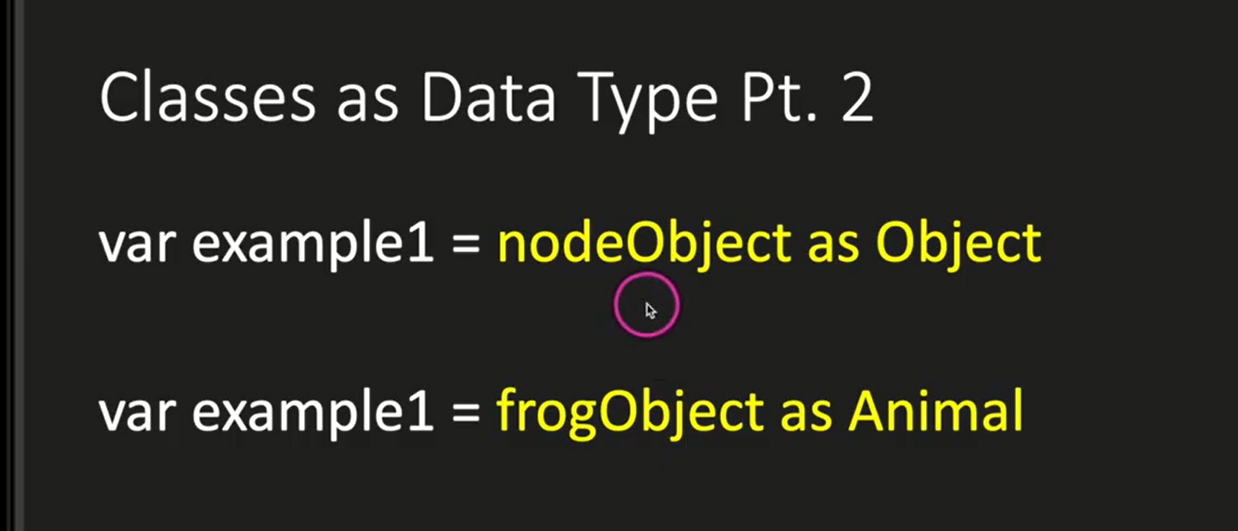 Classes as Data Type Pt. 2
var example1 = nodeObject as Object
var example1 = frogObject as Animal